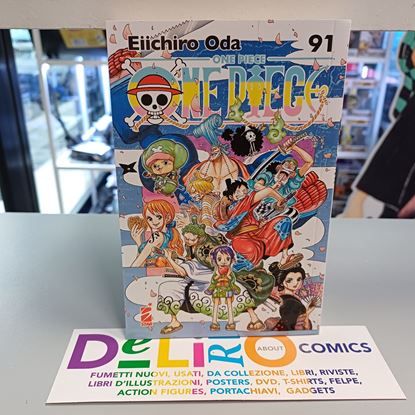 Eiichiro Oda 91
ONE PIECE
ONE PIECE
STAR
DeLiRiO ABOUT COMICS
FUMETTI NUOVI, USATI, DA COLLEZIONE, LIBRI, RIVISTE,
LIBRI D'ILLUSTRAZIONI, POSTERS, DVD, T-SHIRTS, FELPE,
ACTION FIGURES, PORTACHIAVI, GADGETS